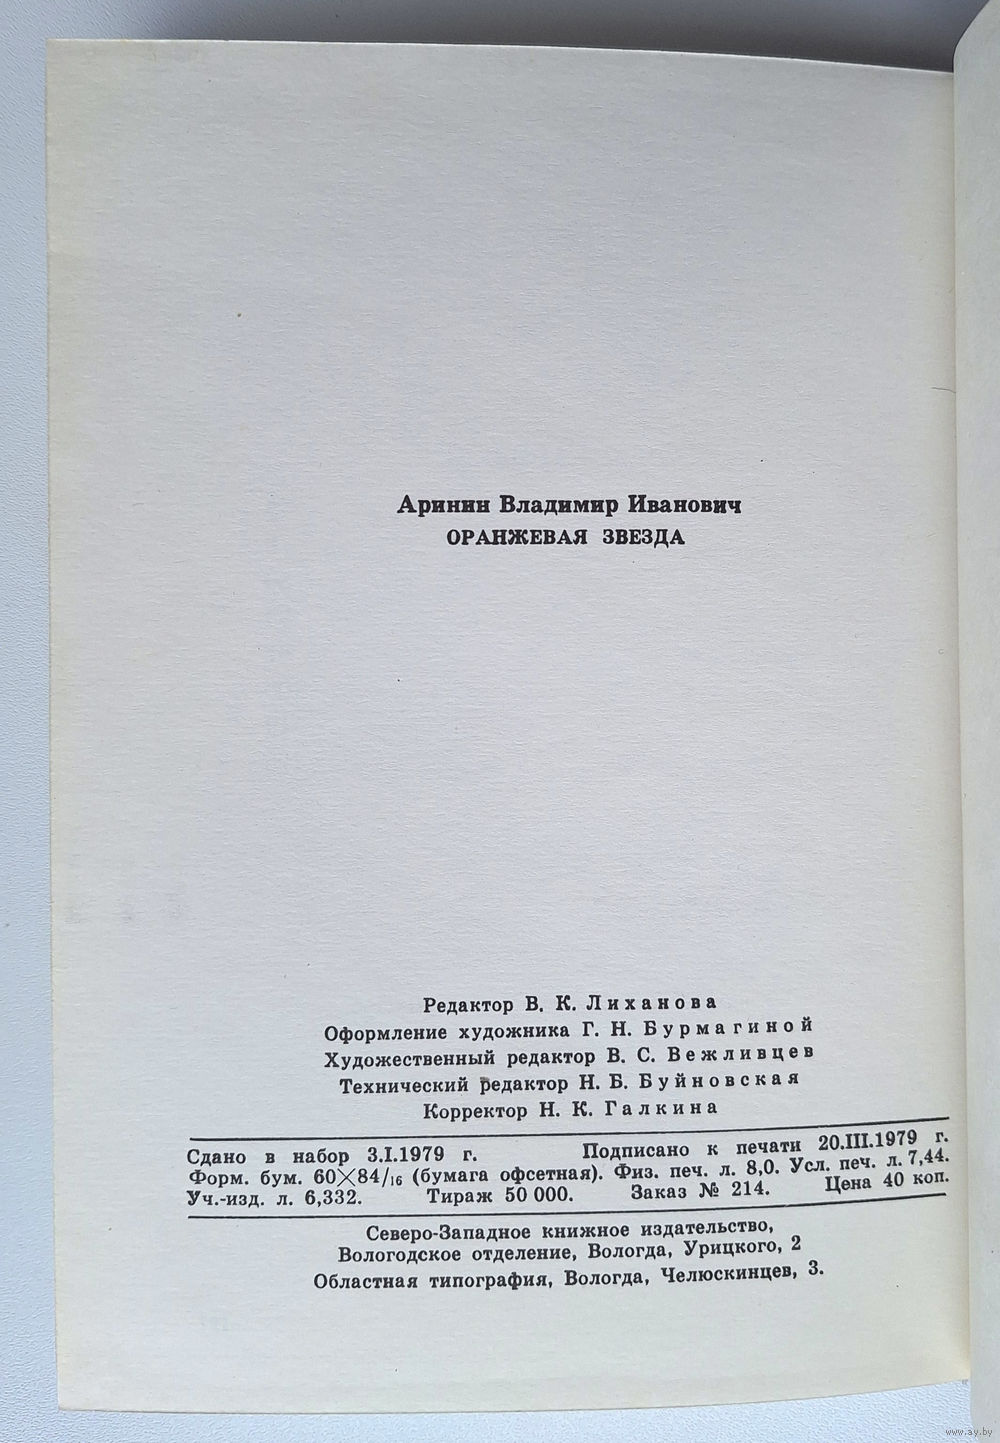 Аринин Владимир Иванович
ОРАНЖЕВАЯ ЗВЕЗДА
Редактор В. К. Лиханова
Оформление художника Г. Н. Бурмагиной
Художественный редактор В. С. Вежливцев
Технический редактор Н. Б. Буйновская
Корректор Н. К. Галкина
Сдано в набор 3.I.1979 г. Подписано к печати 20.III.1979 г.
Форм. бум. 60×84/16 (бумага офсетная). Физ. печ. л. 8,0. Усл. печ. л. 7,44.
Уч.-изд. л. 6,332. Тираж 50 000. Заказ № 214. Цена 40 коп.
Северо-Западное книжное издательство,
Вологодское отделение, Вологда, Урицкого, 2
Областная типография, Вологда, Челюскинцев, 3.
www.ay.by